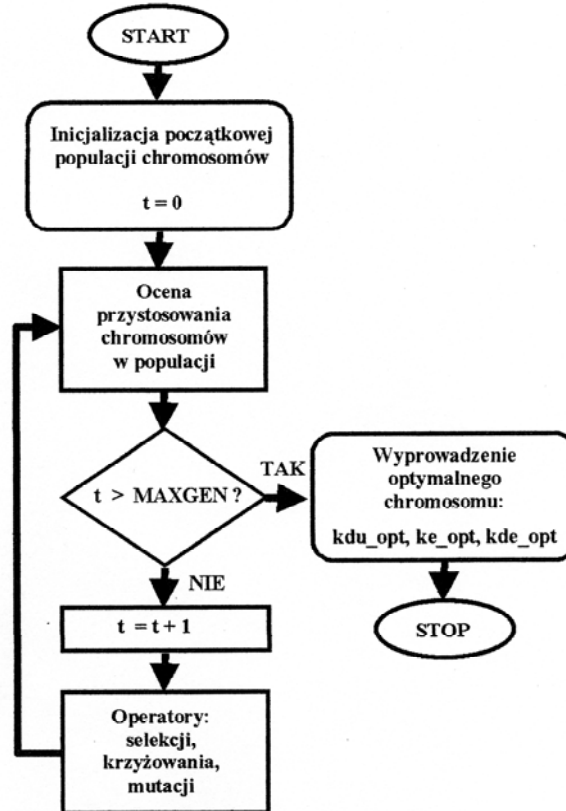 START
Inicjalizacja początkowej
populacji chromosomów
t = 0
Ocena
przystosowania
chromosomów
w populacji
t > MAXGEN ?
TAK
Wyprowadzenie
optymalnego
chromosomu:
kdu_opt, ke_opt, kde_opt
STOP
NIE
t = t + 1
Operatory:
selekcji,
krzyżowania,
mutacji